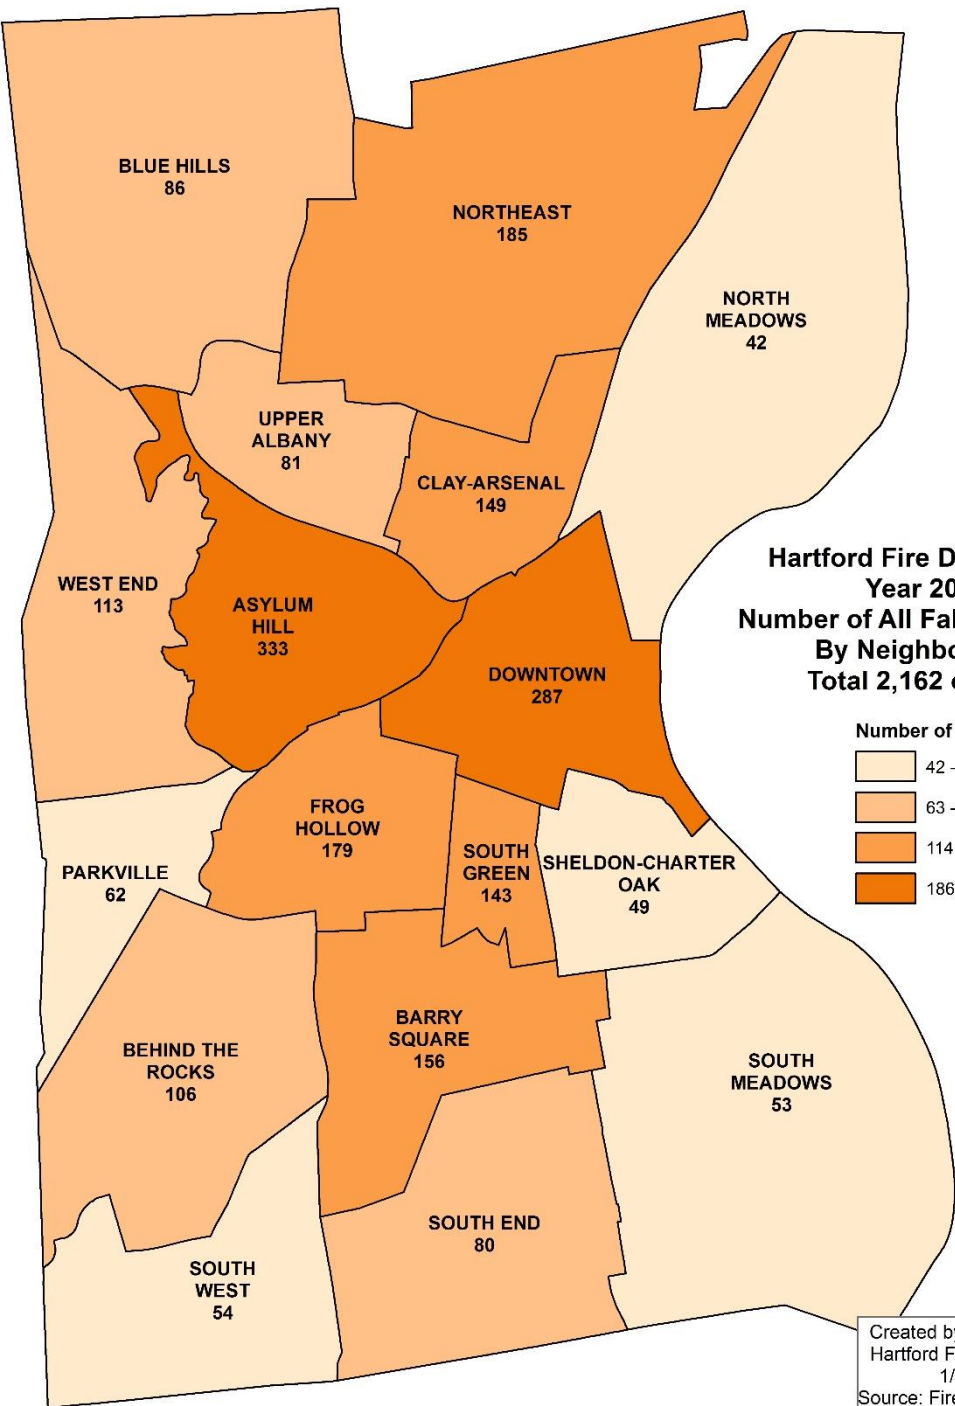 BLUE HILLS
86
NORTHEAST
185
NORTH
MEADOWS
42
UPPER
ALBANY
81
CLAY-ARSENAL
149
WEST END
113
ASYLUM
HILL
333
DOWNTOWN
287
Hartford Fire D
Year 20
Number of All Fal
By Neighbo
Total 2,162
Number of
42 -
63 -
114
186
FROG
HOLLOW
179
SOUTH
GREEN
143
SHELDON-CHARTER
OAK
49
PARKVILLE
62
BARRY
SQUARE
156
BEHIND THE
ROCKS
106
SOUTH
MEADOWS
53
SOUTH END
80
SOUTH
WEST
54
Created by
Hartford F
1/
Source: Fire